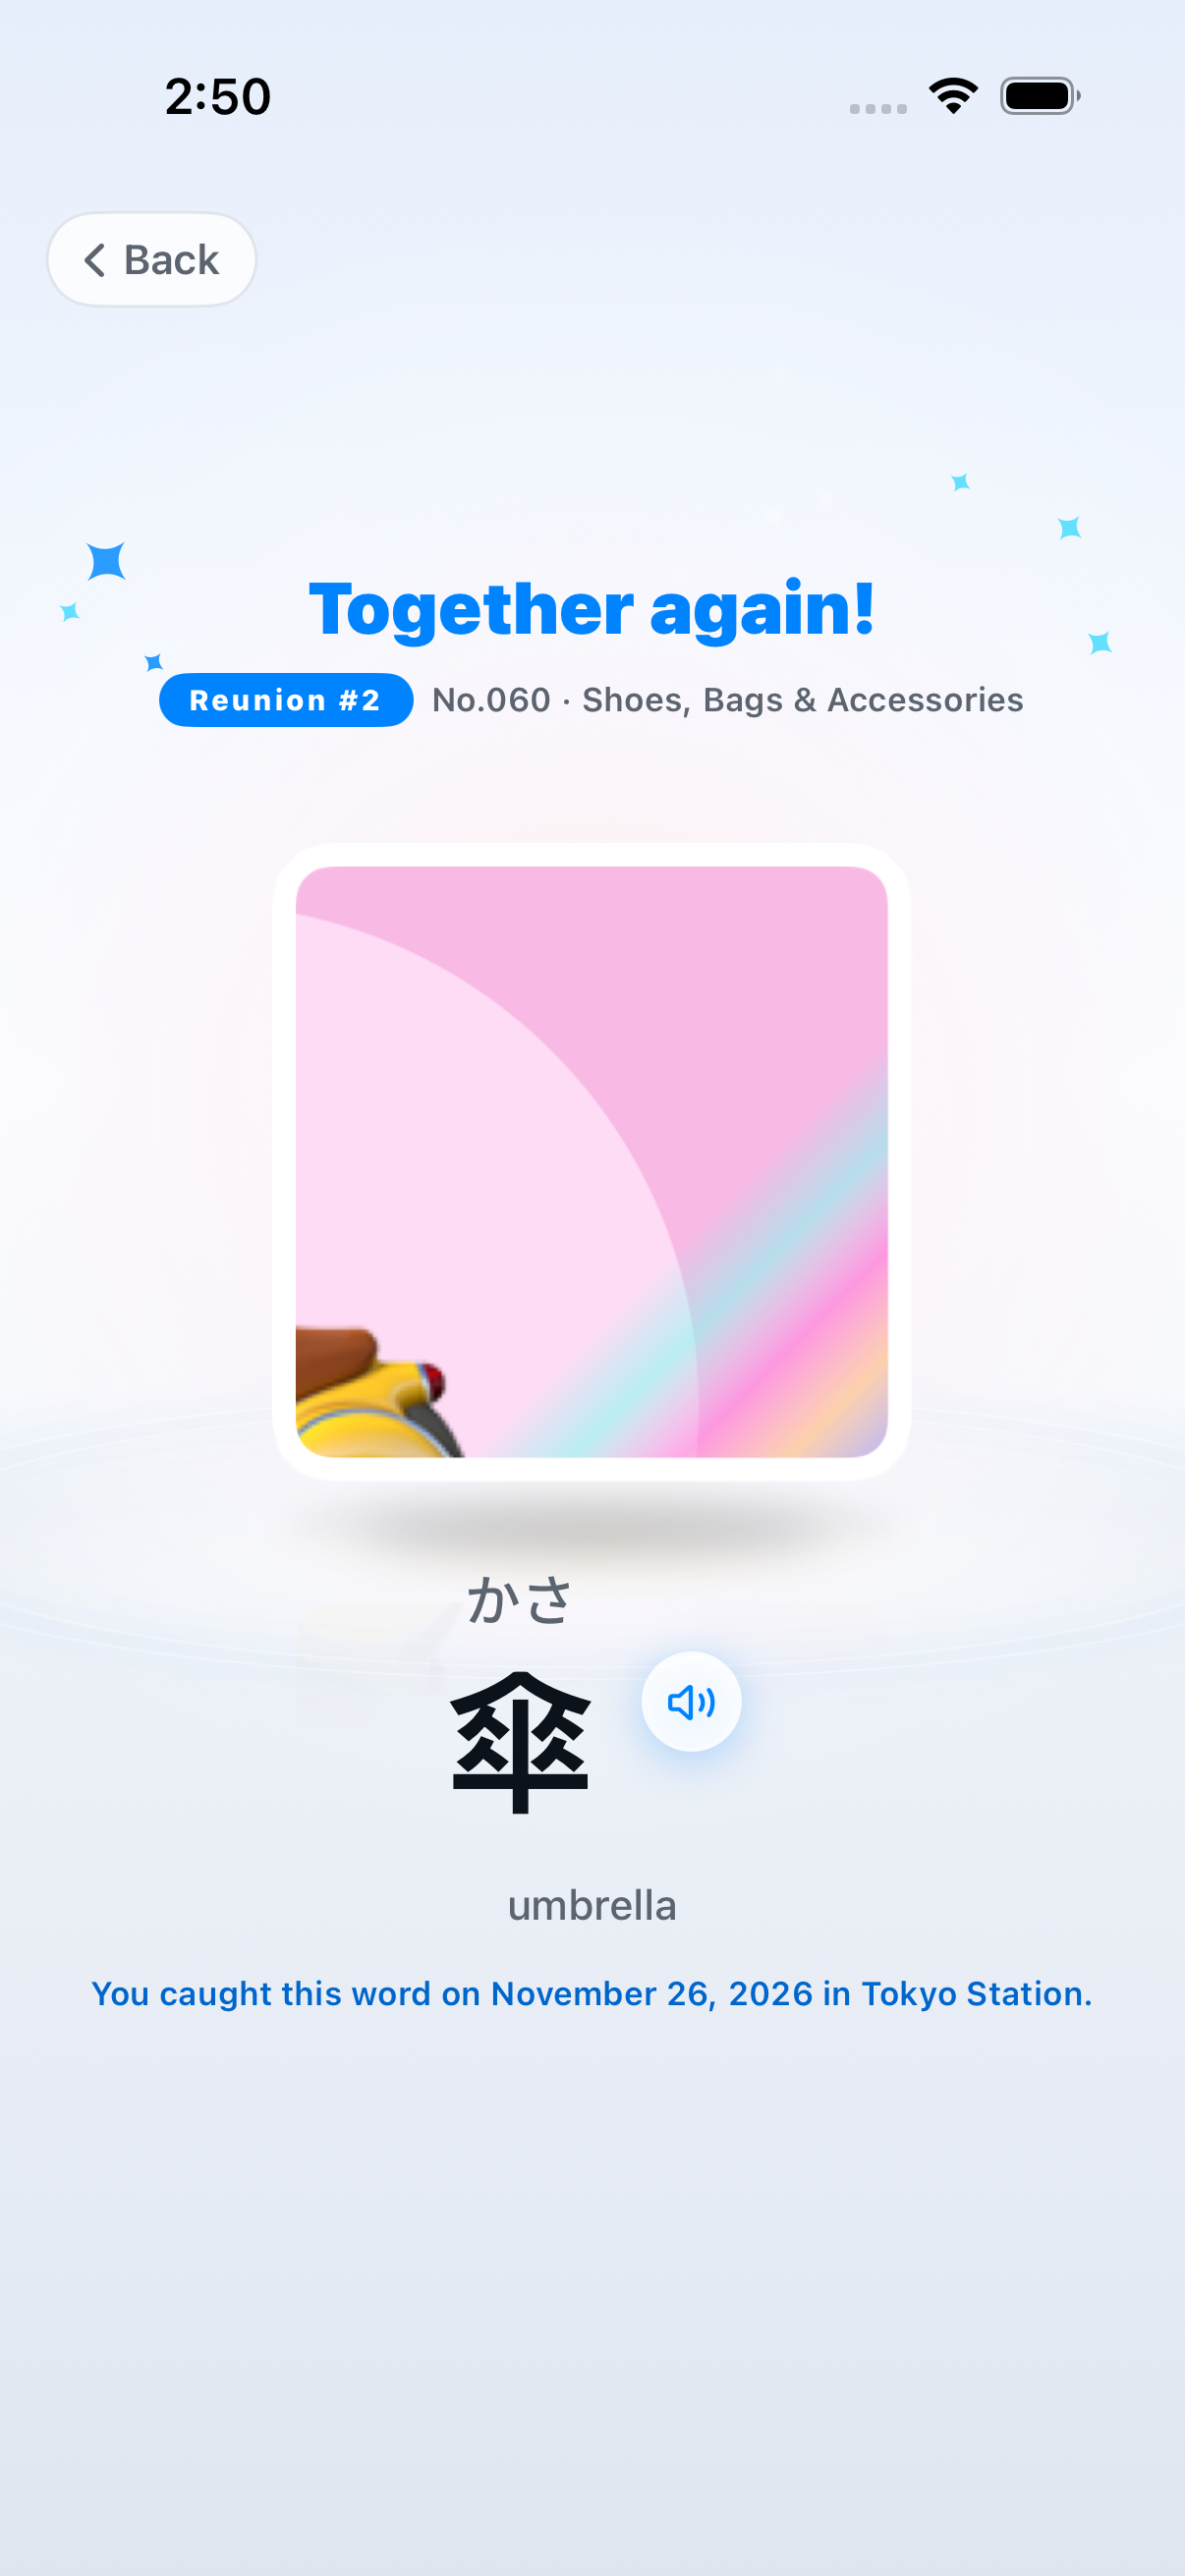 2:50
Back
Together again!
Reunion #2 No.060 · Shoes, Bags & Accessories
かさ
傘
umbrella
You caught this word on November 26, 2026 in Tokyo Station.